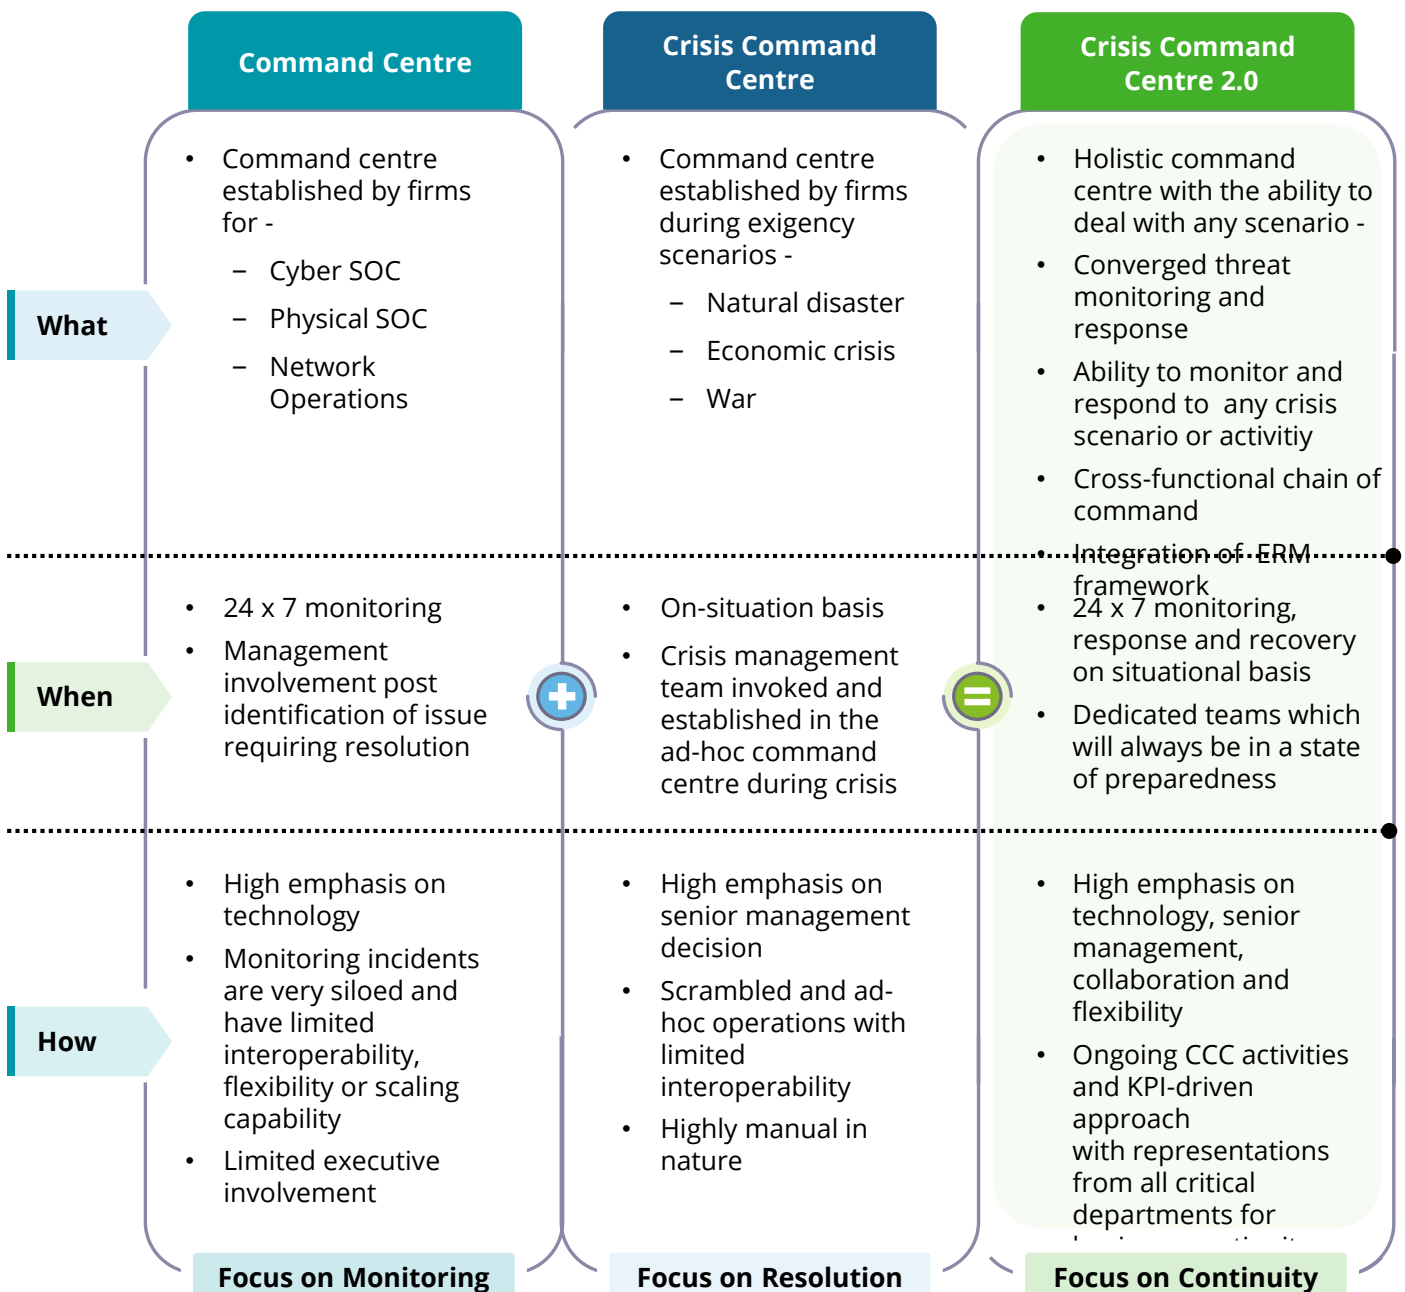 Command Centre
Crisis Command
Centre
Crisis Command
Centre 2.0
What
• Command centre
established by firms
for -
– Cyber SOC
– Physical SOC
– Network
Operations
• Command centre
established by firms
during exigency
scenarios -
– Natural disaster
– Economic crisis
– War
• Holistic command
centre with the ability to
deal with any scenario -
• Converged threat
monitoring and
response
• Ability to monitor and
respond to any crisis
scenario or activitiy
• Cross-functional chain of
command
• Integration of ERM
framework
When
• 24 x 7 monitoring
• Management
involvement post
identification of issue
requiring resolution
• On-situation basis
• Crisis management
team invoked and
established in the
ad-hoc command
centre during crisis
• 24 x 7 monitoring,
response and recovery
on situational basis
• Dedicated teams which
will always be in a state
of preparedness
How
• High emphasis on
technology
• Monitoring incidents
are very siloed and
have limited
interoperability,
flexibility or scaling
capability
• Limited executive
involvement
• High emphasis on
senior management
decision
• Scrambled and ad-
hoc operations with
limited
interoperability
• Highly manual in
nature
• High emphasis on
technology, senior
management,
collaboration and
flexibility
• Ongoing CCC activities
and KPI-driven
approach
with representations
from all critical
departments for
Focus on Monitoring
Focus on Resolution
Focus on Continuity